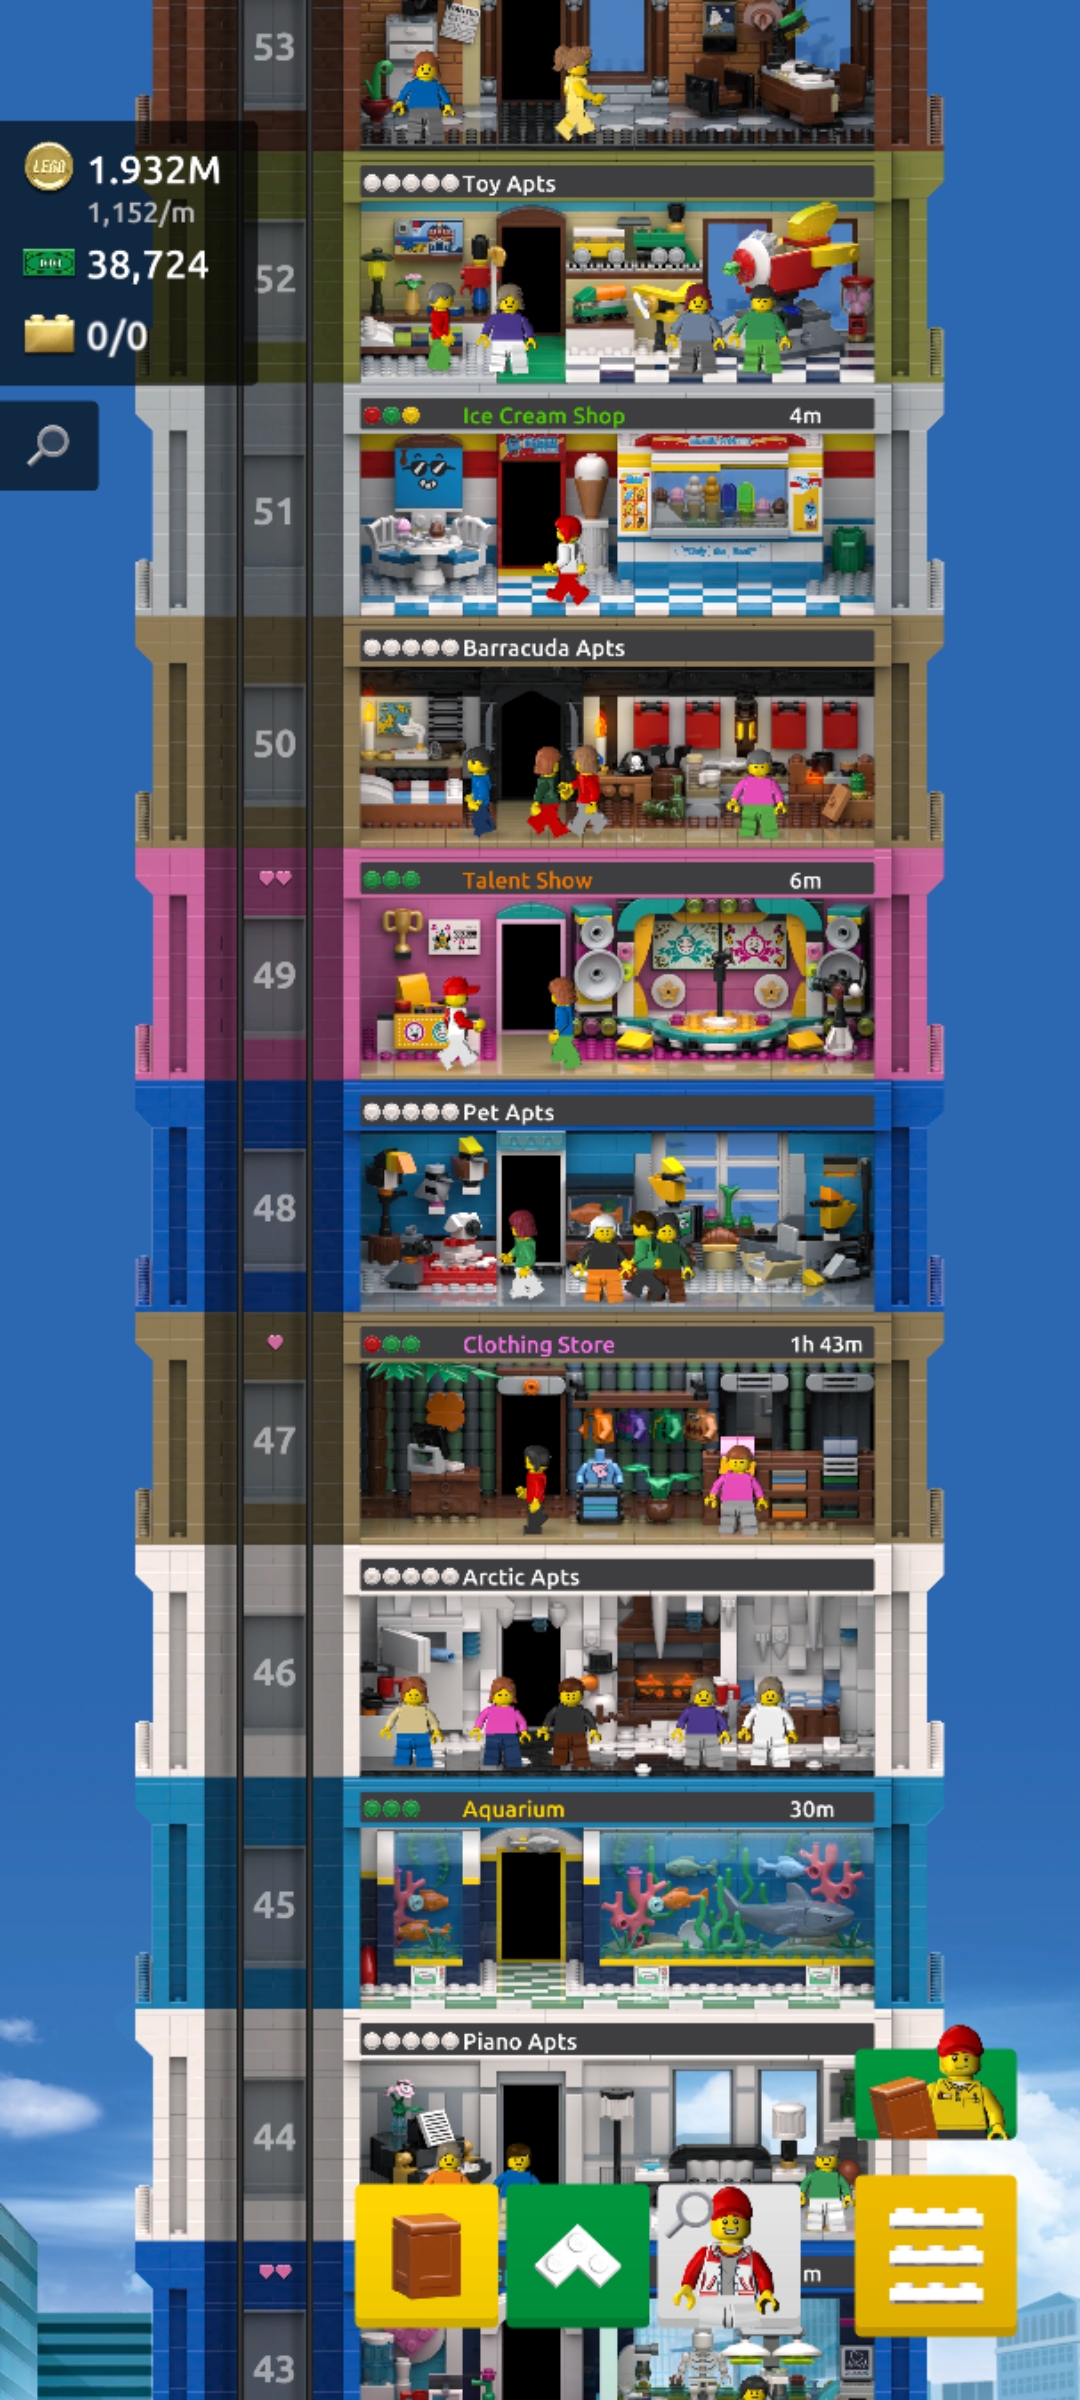 53
WANTED
LEGO
1.932M
1,152/m
38,724
0/0
Toy Apts
52
Ice Cream Shop
4m
51
Barracuda Apts
50
Talent Show
6m
49
Pet Apts
48
Clothing Store
1h 43m
47
Arctic Apts
46
Aquarium
30m
45
Piano Apts
44
m
43